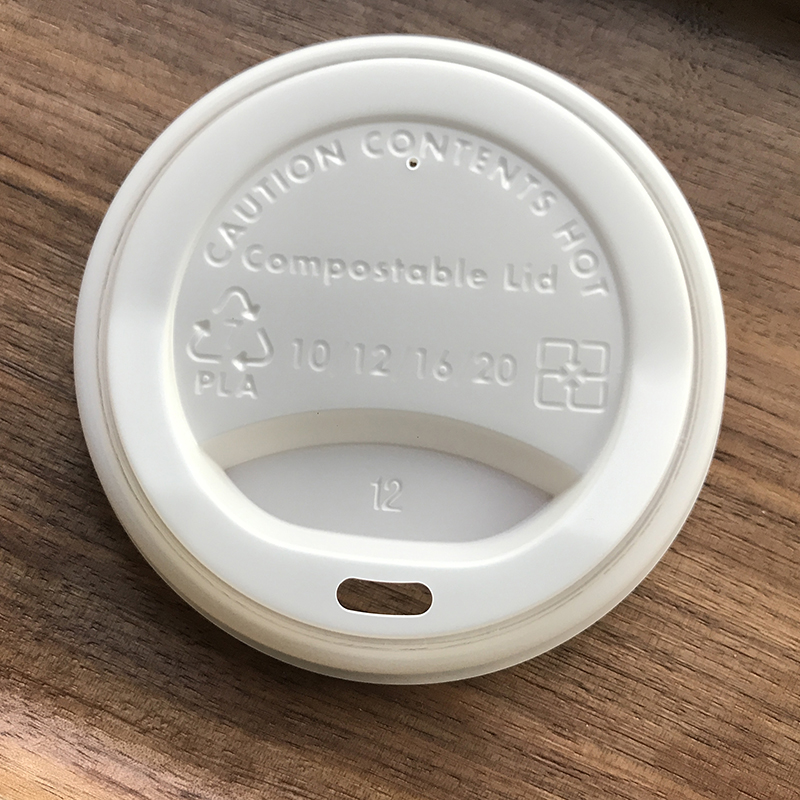 CAUTION CONTENTS HOT
Compostable Lid
10 12 16 20
PLA
12